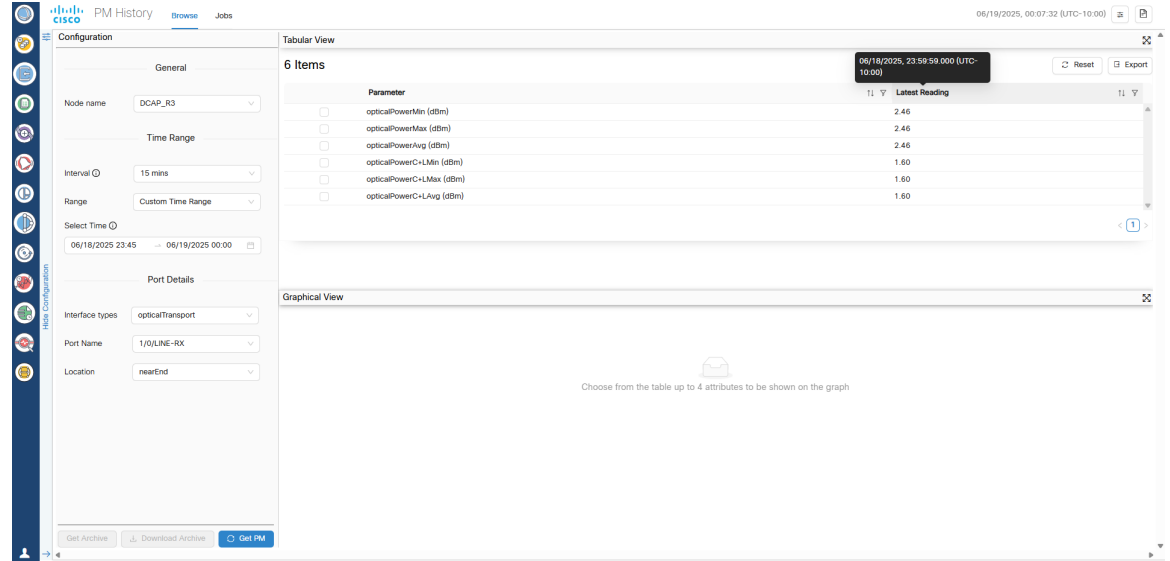 CISCO PM History Browse Jobs 06/19/2025, 00:07:32 (UTC-10:00)
Hide Configuration
Configuration
General
Node name DCAP_R3
Time Range
Interval 15 mins
Range Custom Time Range
Select Time
06/18/2025 23:45 → 06/19/2025 00:00
Port Details
Interface types opticalTransport
Port Name 1/0/LINE-RX
Location nearEnd
Get Archive Download Archive Get PM
Tabular View
6 Items
06/18/2025, 23:59:59.000 (UTC-
10:00)
Reset Export
Parameter Latest Reading
opticalPowerMin (dBm) 2.46
opticalPowerMax (dBm) 2.46
opticalPowerAvg (dBm) 2.46
opticalPowerC+LMin (dBm) 1.60
opticalPowerC+LMax (dBm) 1.60
opticalPowerC+LAvg (dBm) 1.60
< 1 >
Graphical View
Choose from the table up to 4 attributes to be shown on the graph